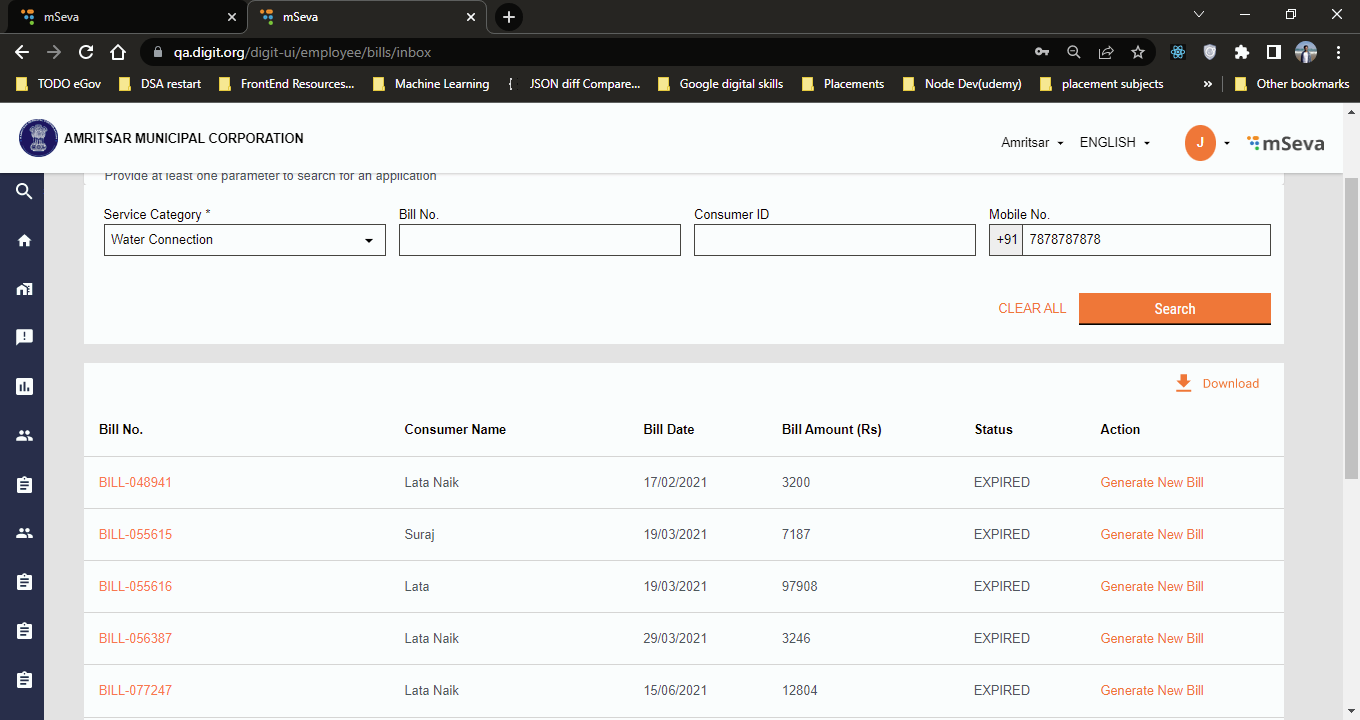 mSeva
mSeva
qa.digit.org/digit-ui/employee/bills/inbox
TODO eGov DSA restart FrontEnd Resources... Machine Learning { JSON diff Compare... Google digital skills Placements Node Dev(udemy) placement subjects » Other bookmarks
AMRITSAR MUNICIPAL CORPORATION
Amritsar ENGLISH J mSeva
Provide at least one parameter to search for an application
Service Category * Bill No. Consumer ID Mobile No.
Water Connection +91 7878787878
CLEAR ALL Search
Download
Bill No. Consumer Name Bill Date Bill Amount (Rs) Status Action
BILL-048941 Lata Naik 17/02/2021 3200 EXPIRED Generate New Bill
BILL-055615 Suraj 19/03/2021 7187 EXPIRED Generate New Bill
BILL-055616 Lata 19/03/2021 97908 EXPIRED Generate New Bill
BILL-056387 Lata Naik 29/03/2021 3246 EXPIRED Generate New Bill
BILL-077247 Lata Naik 15/06/2021 12804 EXPIRED Generate New Bill